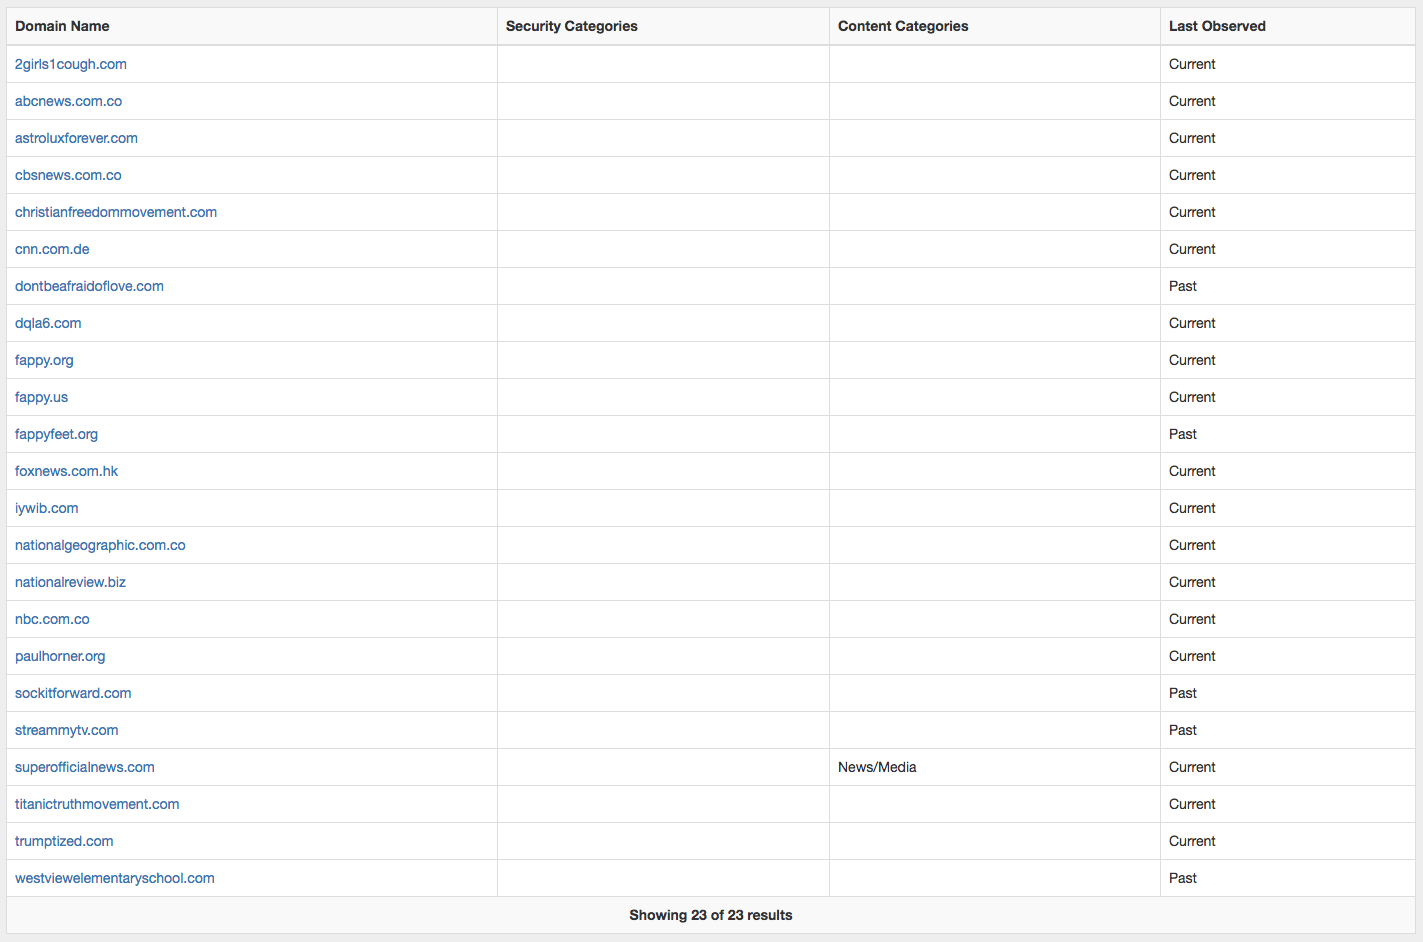 Domain Name Security Categories Content Categories Last Observed
2girls1cough.com Current
abcnews.com.co Current
astroluxforever.com Current
cbsnews.com.co Current
christianfreedommovement.com Current
cnn.com.de Current
dontbeafraidoflove.com Past
dqla6.com Current
fappy.org Current
fappy.us Current
fappyfeet.org Past
foxnews.com.hk Current
iywib.com Current
nationalgeographic.com.co Current
nationalreview.biz Current
nbc.com.co Current
paulhorner.org Current
sockitforward.com Past
streammytv.com Past
superofficialnews.com News/Media Current
titanictruthmovement.com Current
trumptized.com Current
westviewelementaryschool.com Past
Showing 23 of 23 results